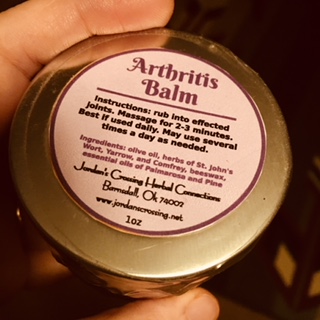 Arthritis
Balm
Instructions: rub into effected
joints. Massage for 2-3 minutes.
Best if used daily. May use several
times a day as needed.
Ingredients: olive oil, herbs of St. John's
Wort, Yarrow, and Comfrey, beeswax,
essential oils of Palmarosa and Pine
Jordan's Crossing Herbal Connections
Barnsdall, Ok 74002
www.jordanscrossing.net
1oz